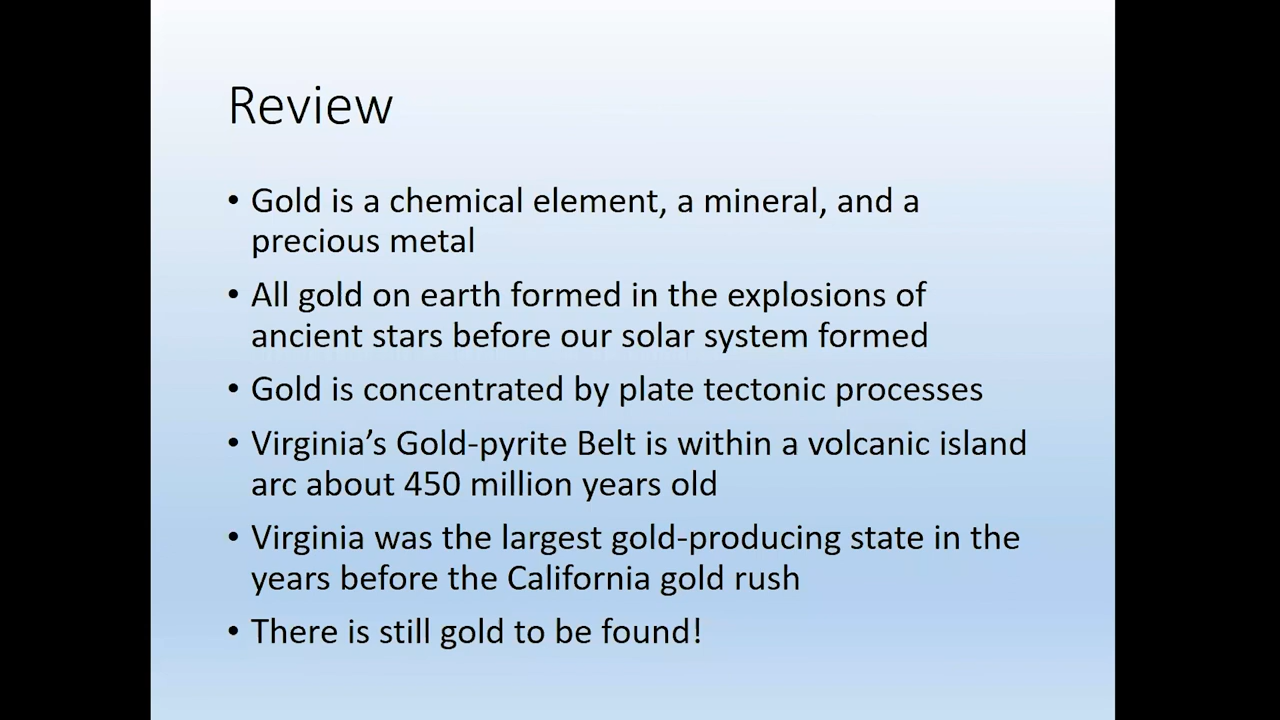 Review
• Gold is a chemical element, a mineral, and a
precious metal
• All gold on earth formed in the explosions of
ancient stars before our solar system formed
• Gold is concentrated by plate tectonic processes
• Virginia’s Gold-pyrite Belt is within a volcanic island
arc about 450 million years old
• Virginia was the largest gold-producing state in the
years before the California gold rush
• There is still gold to be found!